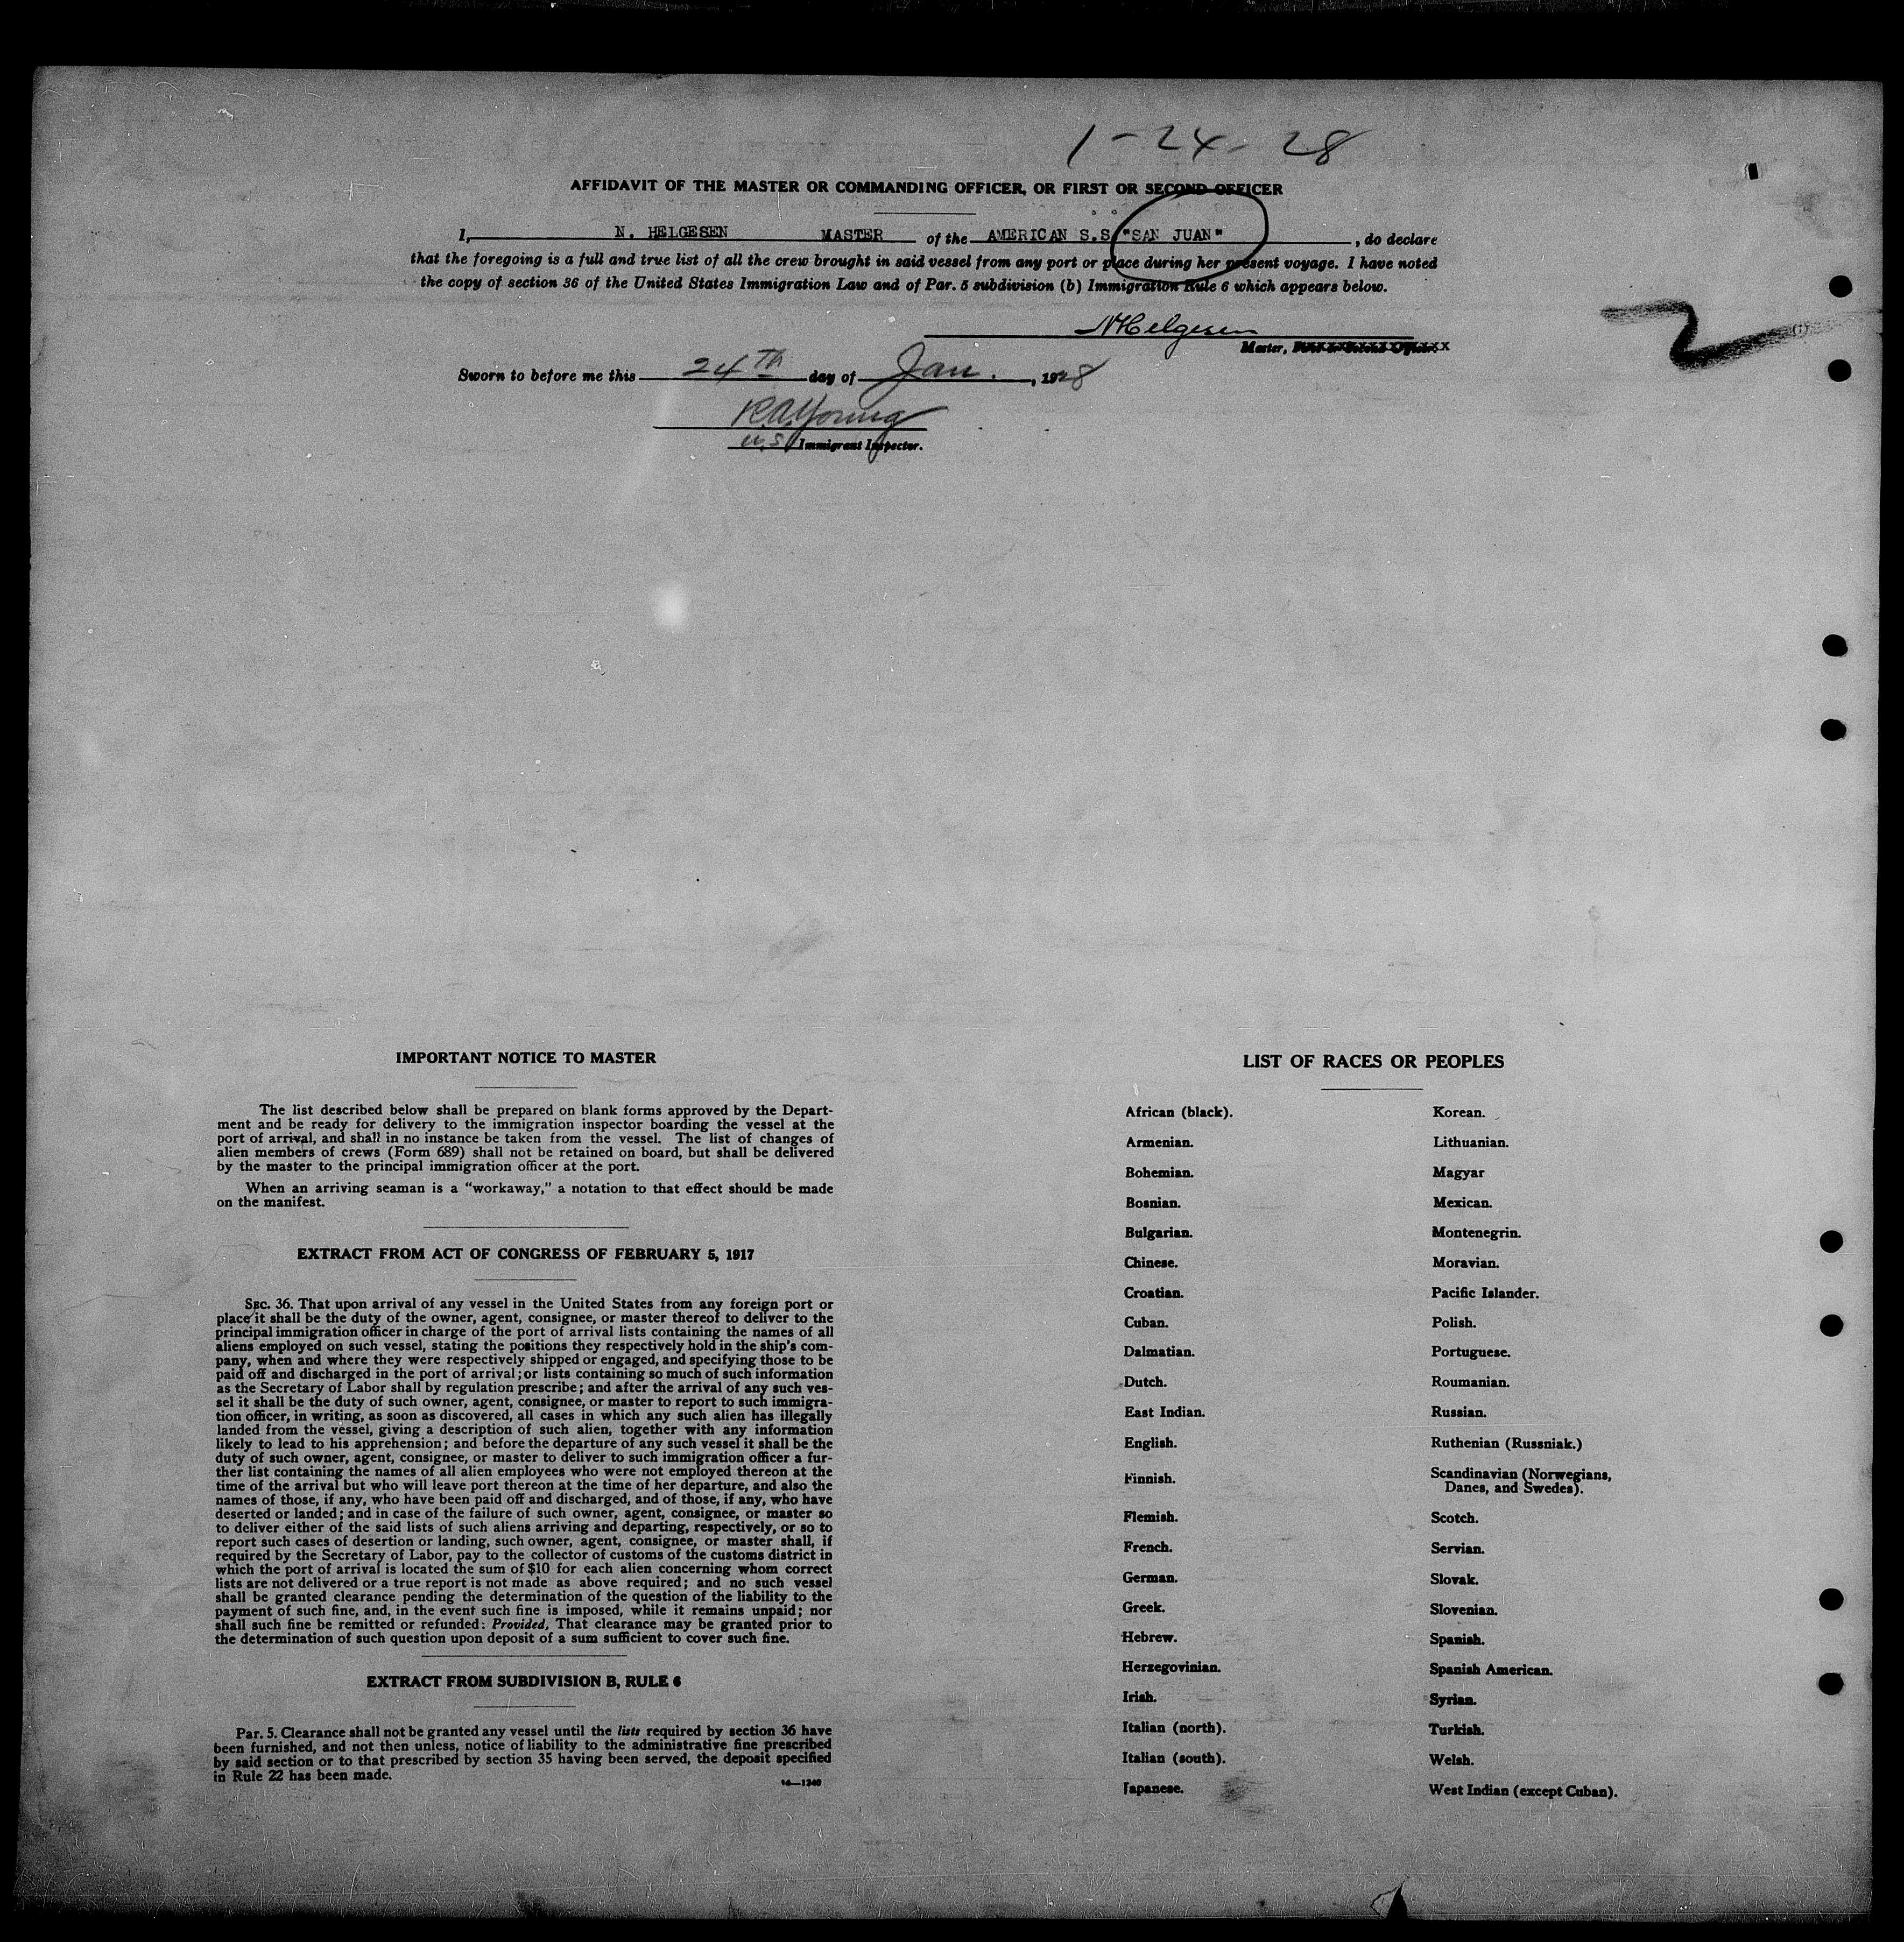 1-24-28
AFFIDAVIT OF THE MASTER OR COMMANDING OFFICER, OR FIRST OR SECOND OFFICER
I, N. HELGESEN MASTER of the AMERICAN S.S. "SAN JUAN", do declare
that the foregoing is a full and true list of all the crew brought in said vessel from any port or place during her present voyage. I have noted
the copy of section 36 of the United States Immigration Law and of Par. 5 subdivision (b) Immigration Rule 6 which appears below.
N Helgesen
Master, First or Second Officer.
Sworn to before me this 24TH day of Jan., 1928
R.A. Young
U.S. Immigrant Inspector.
2
IMPORTANT NOTICE TO MASTER
The list described below shall be prepared on blank forms approved by the Depart-
ment and be ready for delivery to the immigration inspector boarding the vessel at the
port of arrival, and shall in no instance be taken from the vessel. The list of changes of
alien members of crews (Form 689) shall not be retained on board, but shall be delivered
by the master to the principal immigration officer at the port.
When an arriving seaman is a "workaway," a notation to that effect should be made
on the manifest.
EXTRACT FROM ACT OF CONGRESS OF FEBRUARY 5, 1917
SEC. 36. That upon arrival of any vessel in the United States from any foreign port or
place it shall be the duty of the owner, agent, consignee, or master thereof to deliver to the
principal immigration officer in charge of the port of arrival lists containing the names of all
aliens employed on such vessel, stating the positions they respectively hold in the ship's com-
pany, when and where they were respectively shipped or engaged, and specifying those to be
paid off and discharged in the port of arrival; or lists containing so much of such information
as the Secretary of Labor shall by regulation prescribe; and after the arrival of any such ves-
sel it shall be the duty of such owner, agent, consignee, or master to report to such immigra-
tion officer, in writing, as soon as discovered, all cases in which any such alien has illegally
landed from the vessel, giving a description of such alien, together with any information
likely to lead to his apprehension; and before the departure of any such vessel it shall be the
duty of such owner, agent, consignee, or master to deliver to such immigration officer a fur-
ther list containing the names of all alien employees who were not employed thereon at the
time of the arrival but who will leave port thereon at the time of her departure, and also the
names of those, if any, who have been paid off and discharged, and of those, if any, who have
deserted or landed; and in case of the failure of such owner, agent, consignee, or master so
to deliver either of the said lists of such aliens arriving and departing, respectively, or so to
report such cases of desertion or landing, such owner, agent, consignee, or master shall, if
required by the Secretary of Labor, pay to the collector of customs of the customs district in
which the port of arrival is located the sum of $10 for each alien concerning whom correct
lists are not delivered or a true report is not made as above required; and no such vessel
shall be granted clearance pending the determination of the question of the liability to the
payment of such fine, and, in the event such fine is imposed, while it remains unpaid; nor
shall such fine be remitted or refunded: Provided, That clearance may be granted prior to
the determination of such question upon deposit of a sum sufficient to cover such fine.
EXTRACT FROM SUBDIVISION B, RULE 6
Par. 5. Clearance shall not be granted any vessel until the lists required by section 36 have
been furnished, and not then unless, notice of liability to the administrative fine prescribed
by said section or to that prescribed by section 35 having been served, the deposit specified
in Rule 22 has been made.
14—1240
LIST OF RACES OR PEOPLES
African (black).
Armenian.
Bohemian.
Bosnian.
Bulgarian.
Chinese.
Croatian.
Cuban.
Dalmatian.
Dutch.
East Indian.
English.
Finnish.
Flemish.
French.
German.
Greek.
Hebrew.
Herzegovinian.
Irish.
Italian (north).
Italian (south).
Japanese.
Korean.
Lithuanian.
Magyar
Mexican.
Montenegrin.
Moravian.
Pacific Islander.
Polish.
Portuguese.
Roumanian.
Russian.
Ruthenian (Russniak.)
Scandinavian (Norwegians,
Danes, and Swedes).
Scotch.
Servian.
Slovak.
Slovenian.
Spanish.
Spanish American.
Syrian.
Turkish.
Welsh.
West Indian (except Cuban).